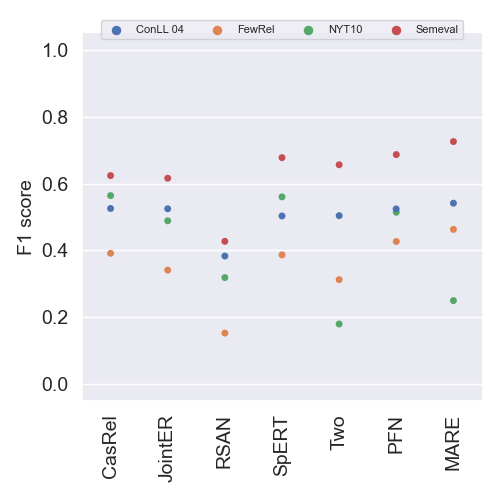 ConLL 04 FewRel NYT10 Semeval
1.0
0.8
0.6
0.4
0.2
0.0
F1 score
CasRel JointER RSAN SpERT Two PFN MARE